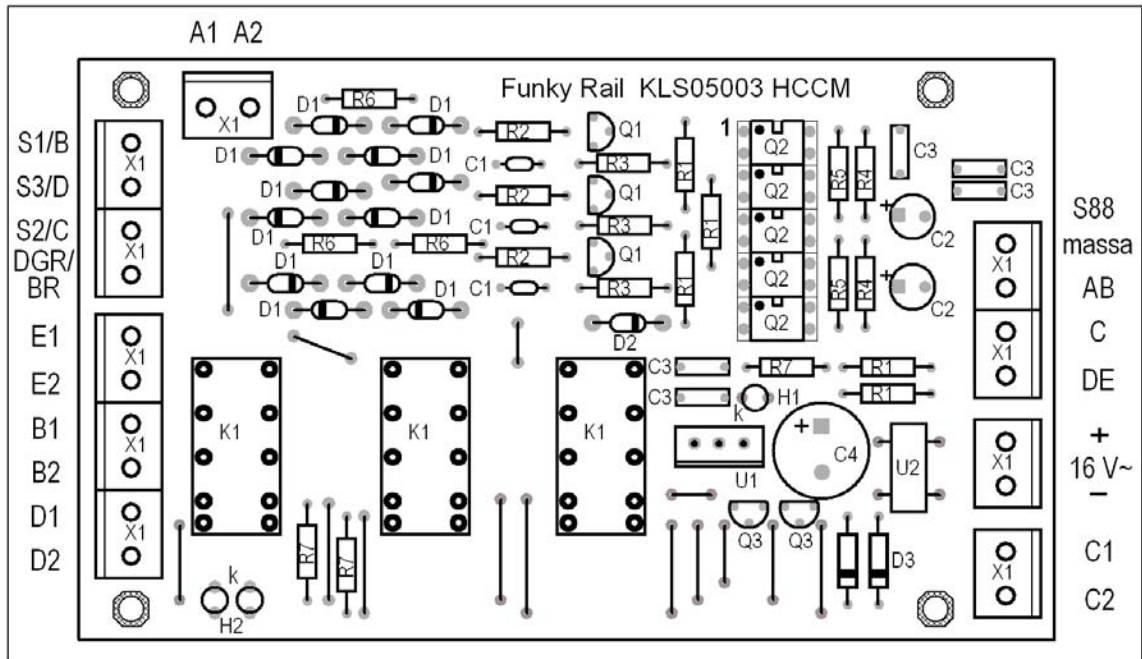 A1 A2
Funky Rail KLS05003 HCCM
X1
R6
D1 D1
R2
Q1
1
Q2
C3
S1/B
X1
D1 D1
C1
R3
R1
R5 R4
C3
C3
S3/D
D1
D1
R2
Q1
Q2
R1
S88
S2/C
X1
D1
D1
C1
R3
Q2
C2
X1
massa
DGR/
BR
R6 R6
R2
Q1
R1
Q2
R5 R4
AB
D1 D1
C1
R3
C2
E1
X1
D1
D1
D2
Q2
X1
C
E2
C3
R7
R1
DE
C3
k
H1
R1
B1
X1
K1
K1
K1
+
C4
U2
X1
+
16 V~
–
B2
U1
D1
X1
R7
R7
Q3 Q3
D3
X1
C1
D2
k
H2
C2